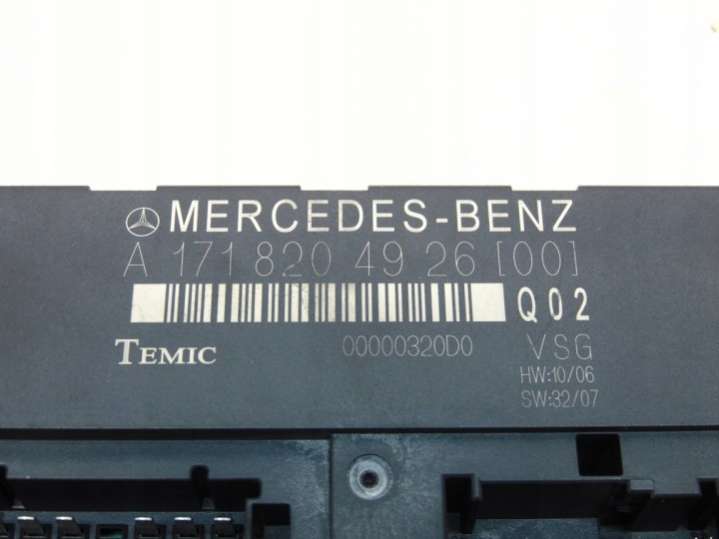 MERCEDES-BENZ
A 171 820 49 26 [00]
Q02
TEMIC 00000320D0 VSG
HW:10/06
SW:32/07